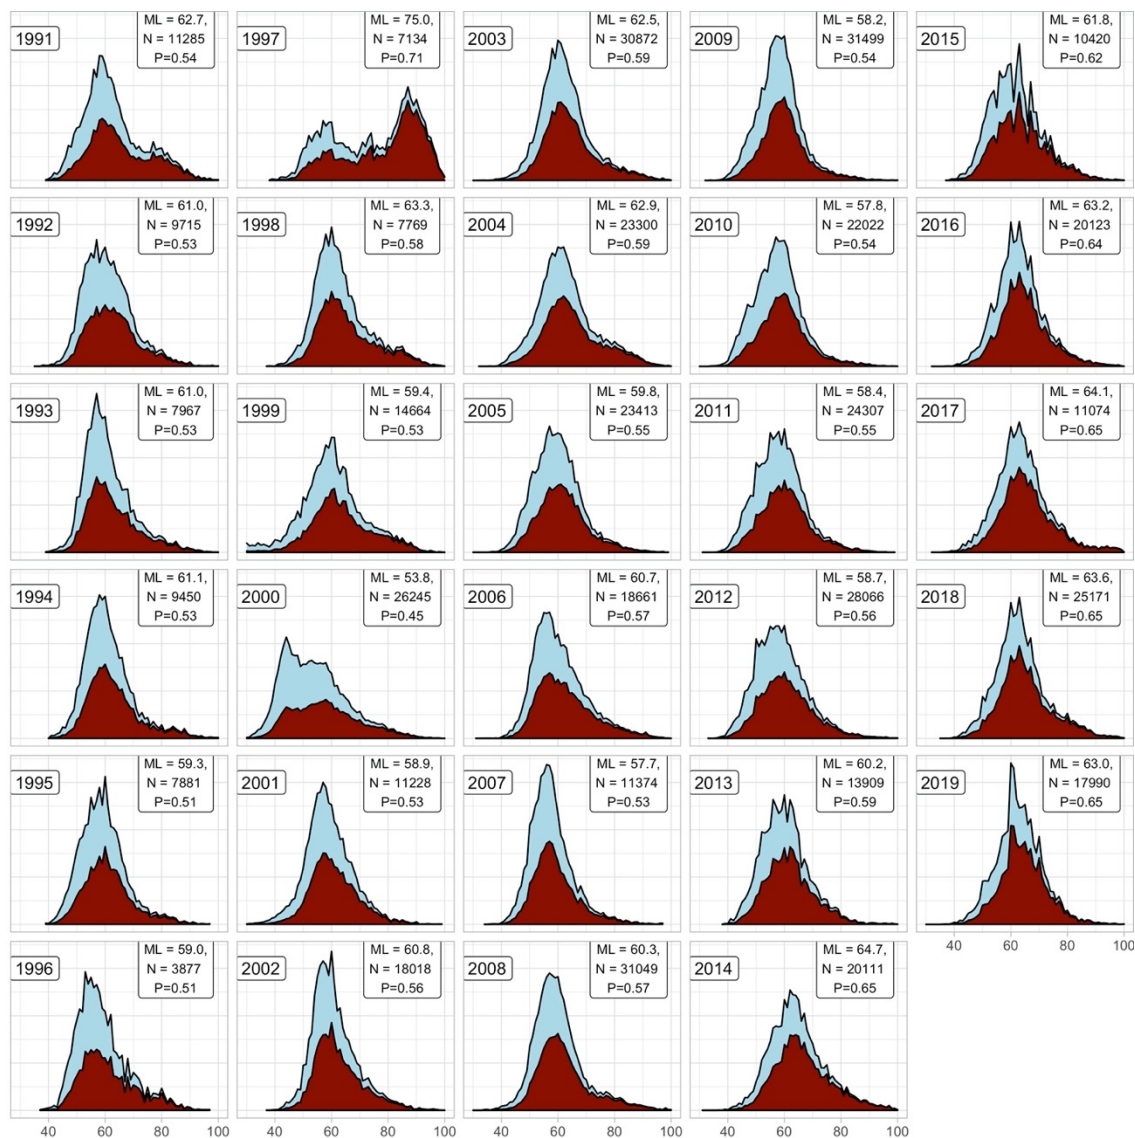 1991
ML = 62.7,
N = 11285
P=0.54
1997
ML = 75.0,
N = 7134
P=0.71
2003
ML = 62.5,
N = 30872
P=0.59
2009
ML = 58.2,
N = 31499
P=0.54
2015
ML = 61.8,
N = 10420
P=0.62
1992
ML = 61.0,
N = 9715
P=0.53
1998
ML = 63.3,
N = 7769
P=0.58
2004
ML = 62.9,
N = 23300
P=0.59
2010
ML = 57.8,
N = 22022
P=0.54
2016
ML = 63.2,
N = 20123
P=0.64
1993
ML = 61.0,
N = 7967
P=0.53
1999
ML = 59.4,
N = 14664
P=0.53
2005
ML = 59.8,
N = 23413
P=0.55
2011
ML = 58.4,
N = 24307
P=0.55
2017
ML = 64.1,
N = 11074
P=0.65
1994
ML = 61.1,
N = 9450
P=0.53
2000
ML = 53.8,
N = 26245
P=0.45
2006
ML = 60.7,
N = 18661
P=0.57
2012
ML = 58.7,
N = 28066
P=0.56
2018
ML = 63.6,
N = 25171
P=0.65
1995
ML = 59.3,
N = 7881
P=0.51
2001
ML = 58.9,
N = 11228
P=0.53
2007
ML = 57.7,
N = 11374
P=0.53
2013
ML = 60.2,
N = 13909
P=0.59
2019
ML = 63.0,
N = 17990
P=0.65
40 60 80 100
1996
ML = 59.0,
N = 3877
P=0.51
2002
ML = 60.8,
N = 18018
P=0.56
2008
ML = 60.3,
N = 31049
P=0.57
2014
ML = 64.7,
N = 20111
P=0.65
40 60 80 100 40 60 80 100 40 60 80 100 40 60 80 100